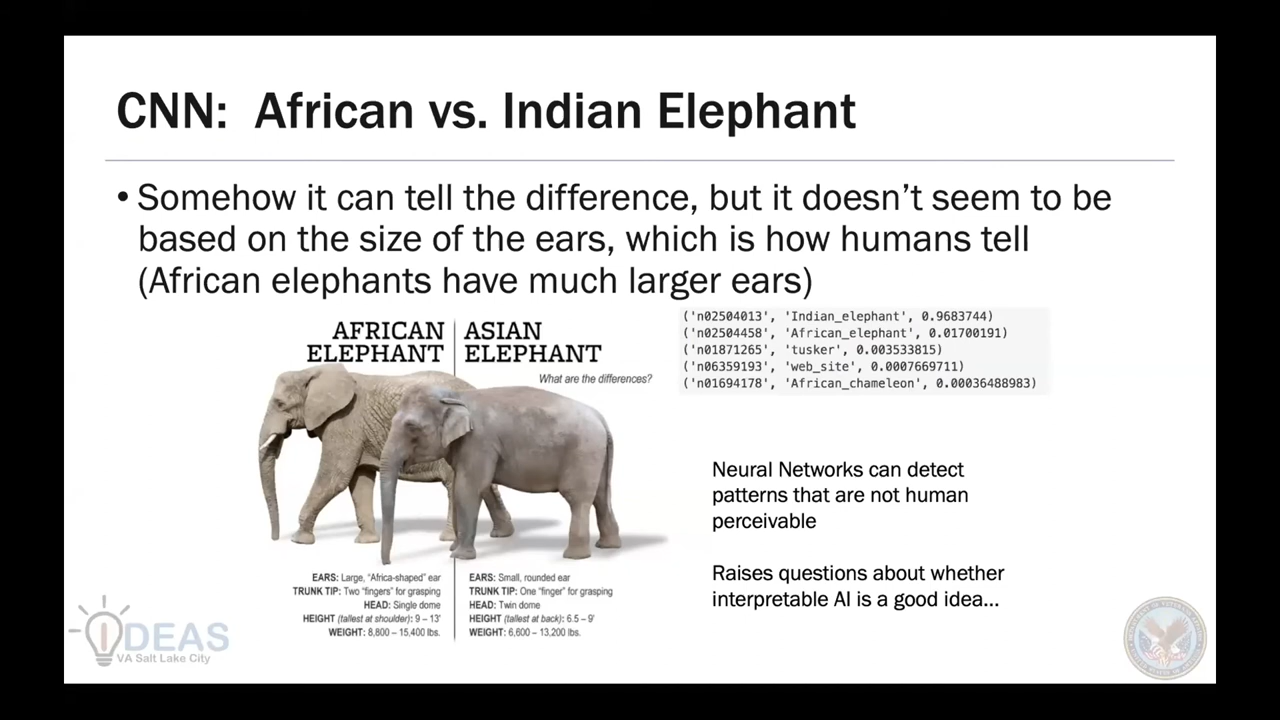 CNN: African vs. Indian Elephant
• Somehow it can tell the difference, but it doesn't seem to be
based on the size of the ears, which is how humans tell
(African elephants have much larger ears)
AFRICAN
ELEPHANT
ASIAN
ELEPHANT
What are the differences?
EARS: Large, "Africa-shaped" ear
TRUNK TIP: Two "fingers" for grasping
HEAD: Single dome
HEIGHT (tallest at shoulder): 9 – 13'
WEIGHT: 8,800 – 15,400 lbs.
EARS: Small, rounded ear
TRUNK TIP: One "finger" for grasping
HEAD: Twin dome
HEIGHT (tallest at back): 6.5 – 9'
WEIGHT: 6,600 – 13,200 lbs.
('n02504013', 'Indian_elephant', 0.9683744)
('n02504458', 'African_elephant', 0.01700191)
('n01871265', 'tusker', 0.003533815)
('n06359193', 'web_site', 0.0007669711)
('n01694178', 'African_chameleon', 0.00036488983)
Neural Networks can detect
patterns that are not human
perceivable
Raises questions about whether
interpretable AI is a good idea...
IDEAS
VA Salt Lake City